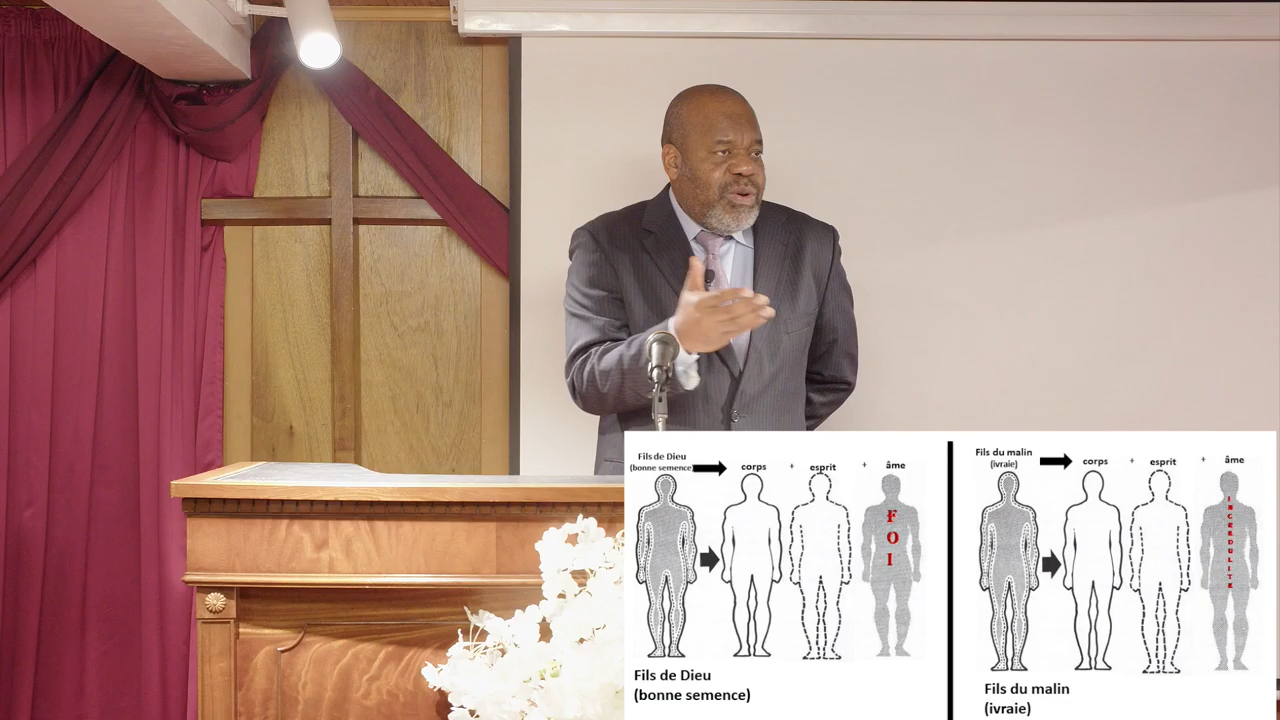 Fils de Dieu
(bonne semence)
corps + esprit + âme
F
O
I
Fils de Dieu
(bonne semence)
Fils du malin
(ivraie)
corps + esprit + âme
I
N
C
R
E
D
U
L
I
T
E
Fils du malin
(ivraie)